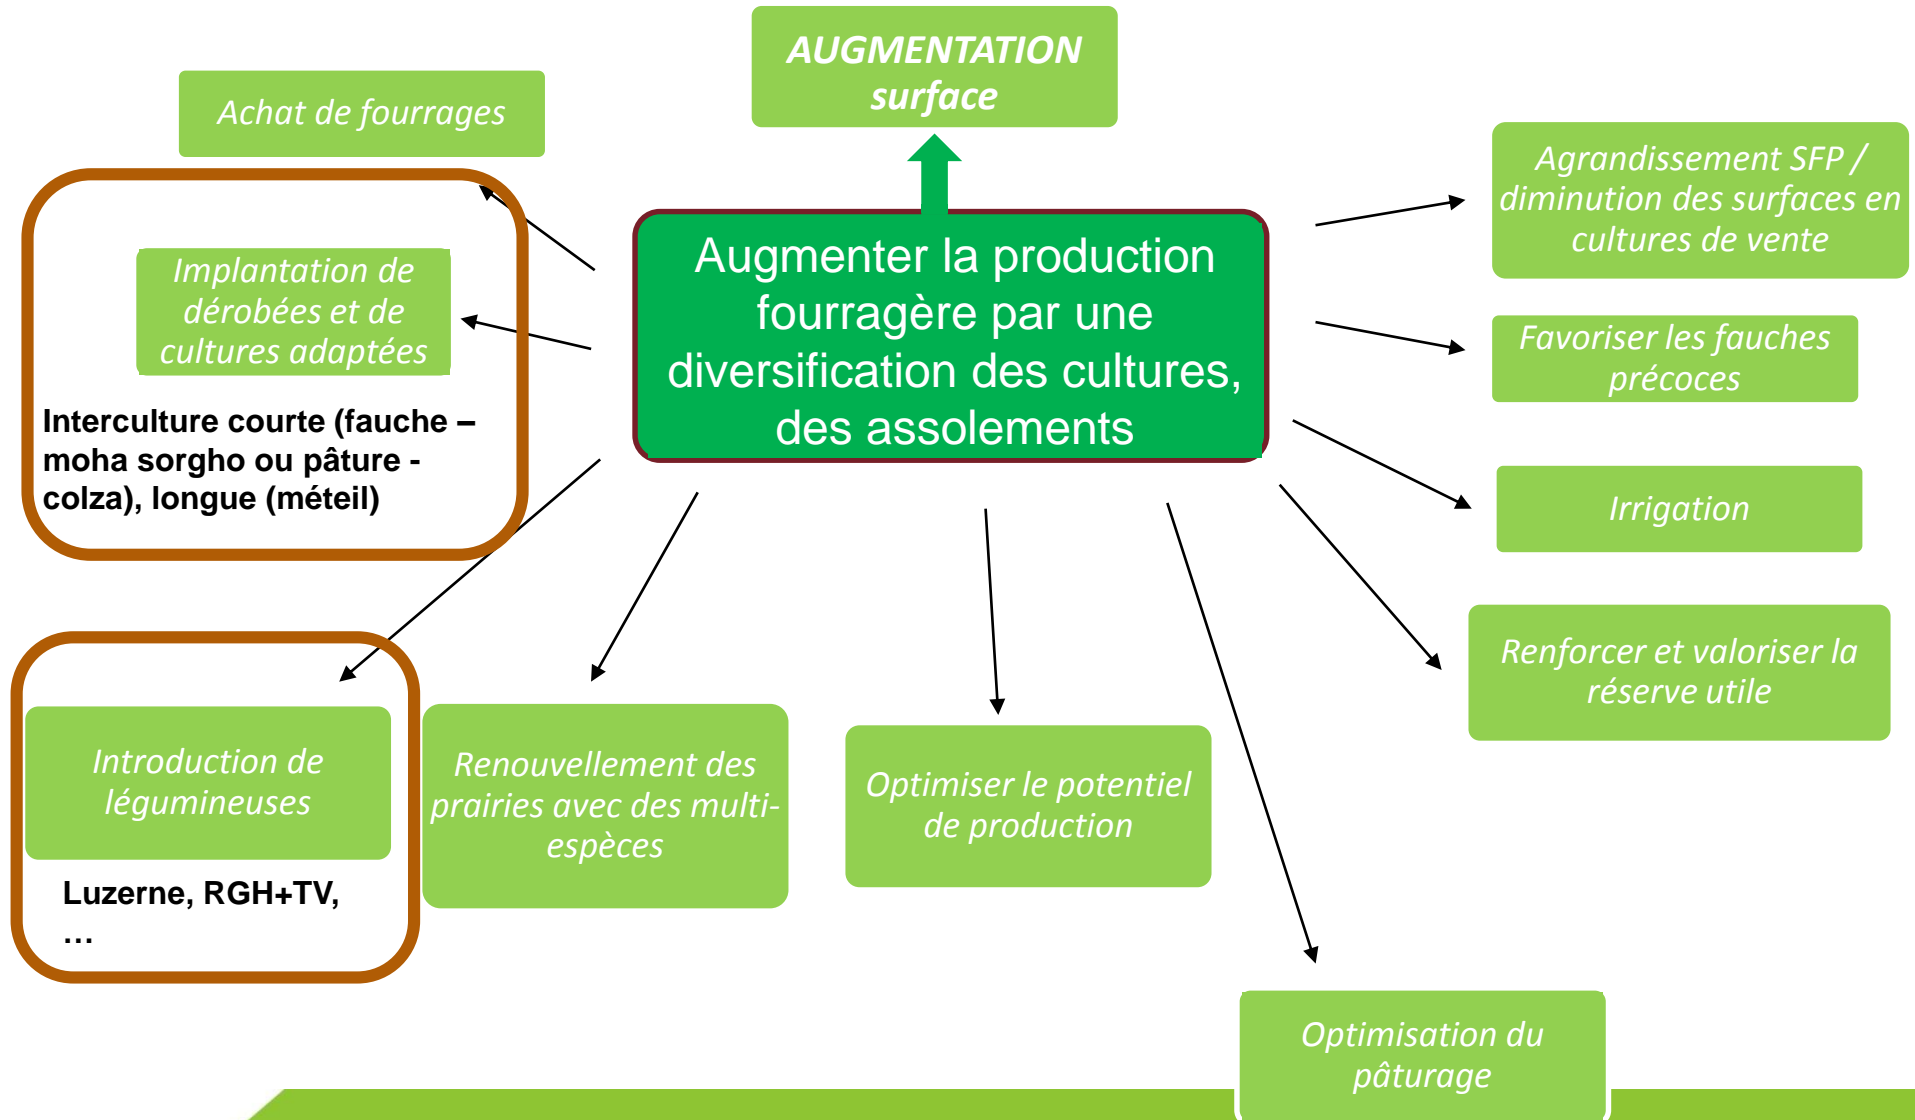 AUGMENTATION
surface
Achat de fourrages
Agrandissement SFP /
diminution des surfaces en
cultures de vente
Augmenter la production
fourragère par une
diversification des cultures,
des assolements
Implantation de
dérobées et de
cultures adaptées
Favoriser les fauches
précoces
Interculture courte (fauche –
moha sorgho ou pâture -
colza), longue (méteil)
Irrigation
Renforcer et valoriser la
réserve utile
Introduction de
légumineuses
Renouvellement des
prairies avec des multi-
espèces
Optimiser le potentiel
de production
Luzerne, RGH+TV,
…
Optimisation du
pâturage